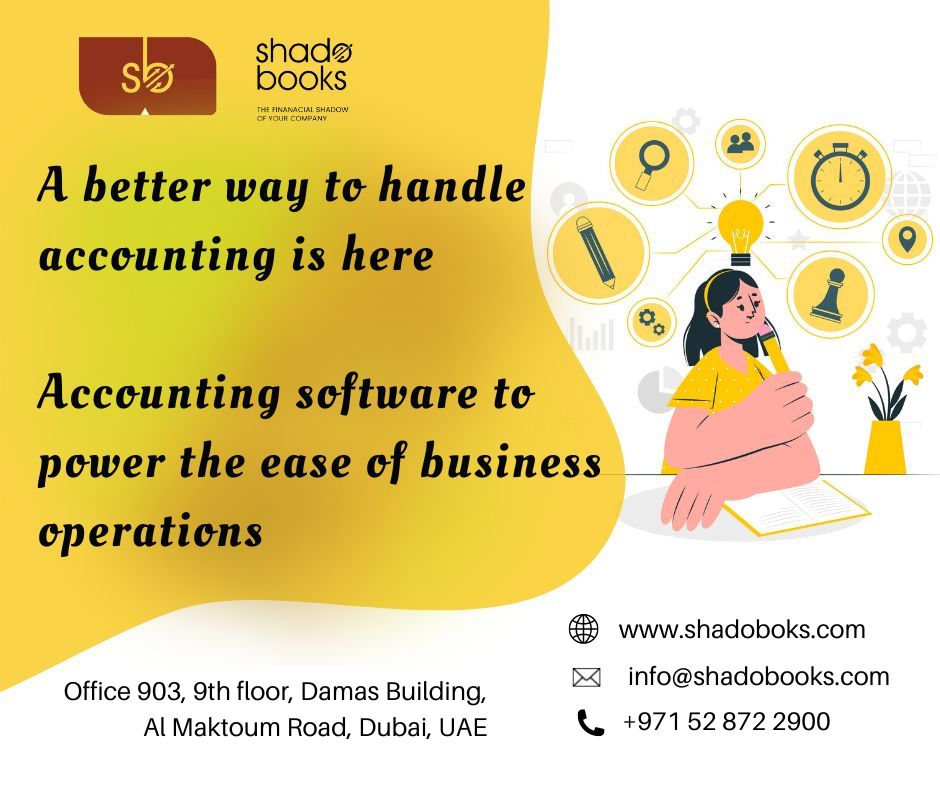 so
shado
books
THE FINANACIAL SHADOW
OF YOUR COMPANY
A better way to handle
accounting is here
Accounting software to
power the ease of business
operations
www.shadoboks.com
info@shadobooks.com
+971 52 872 2900
Office 903, 9th floor, Damas Building,
Al Maktoum Road, Dubai, UAE